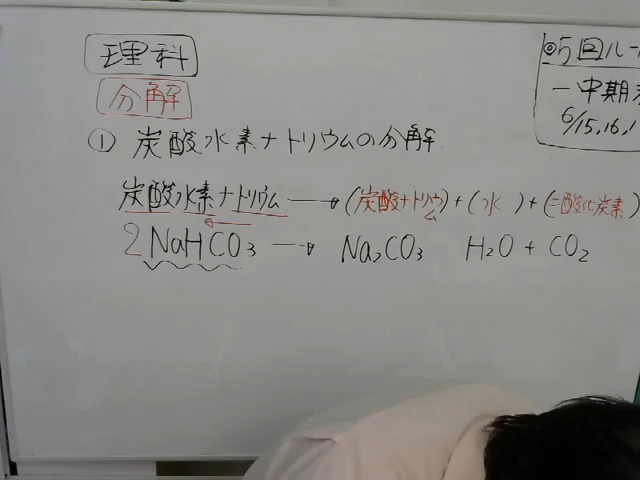 理科
分解
① 炭酸水素ナトリウムの分解
炭酸水素ナトリウム → (炭酸ナトリウム) + (水) + (二酸化炭素)
2NaHCO₃ → Na₂CO₃ H₂O + CO₂
◎5回ルー
一中期末
6/15,16,1